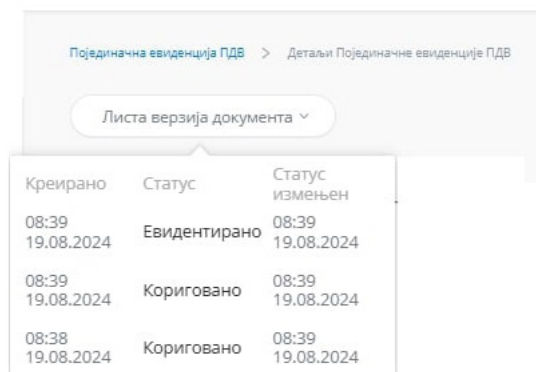 Појединачна евиденција ПДВ > Детаљи Појединачне евиденције ПДВ
Листа верзија документа
Креирано Статус Статус измењен
08:39 19.08.2024 Евидентирано 08:39 19.08.2024
08:39 19.08.2024 Кориговано 08:39 19.08.2024
08:38 19.08.2024 Кориговано 08:39 19.08.2024